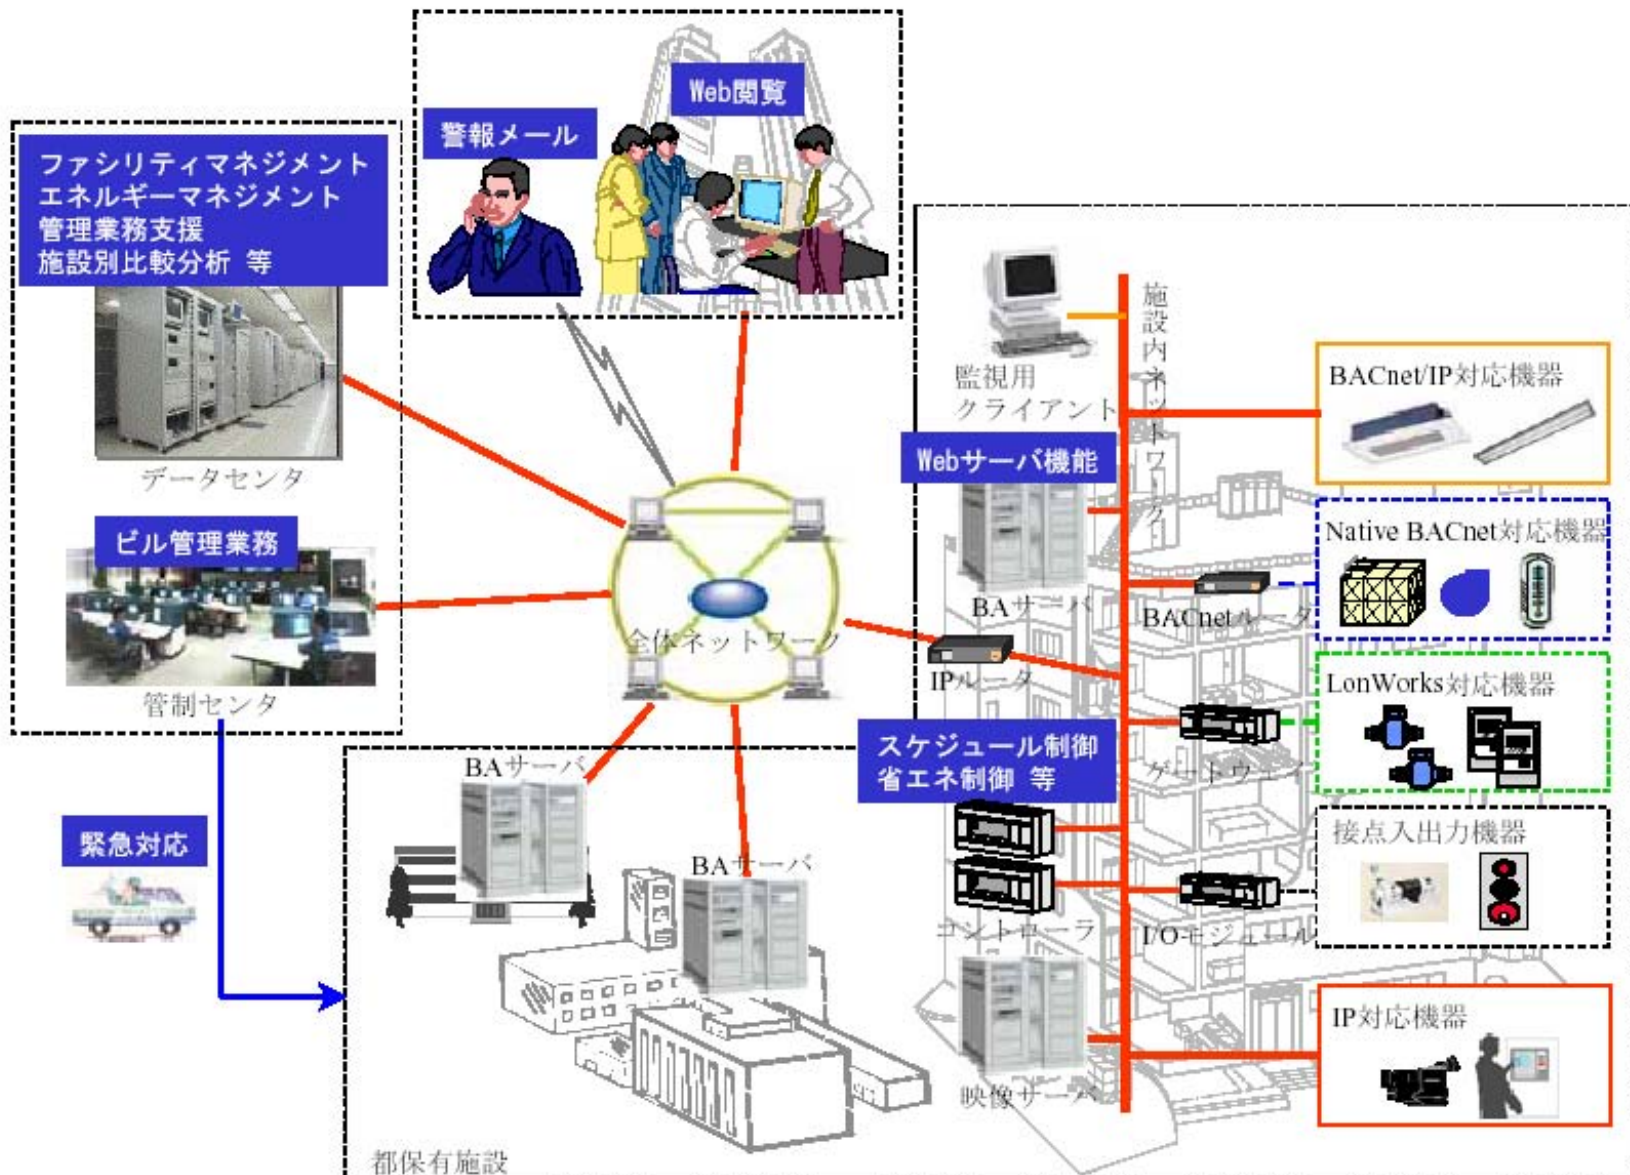 Web閲覧
警報メール
ファシリティマネジメント
エネルギーマネジメント
管理業務支援
施設別比較分析 等
データセンタ
ビル管理業務
管制センタ
緊急対応
全体ネットワーク
BAサーバ
BAサーバ
都保有施設
施設内ネットワーク
監視用
クライアント
Webサーバ機能
BAサーバ
IPルータ
スケジュール制御
省エネ制御 等
コントローラ
映像サーバ
BACnetルータ
ゲートウェイ
I/Oモジュール
BACnet/IP対応機器
Native BACnet対応機器
LonWorks対応機器
接点入出力機器
IP対応機器